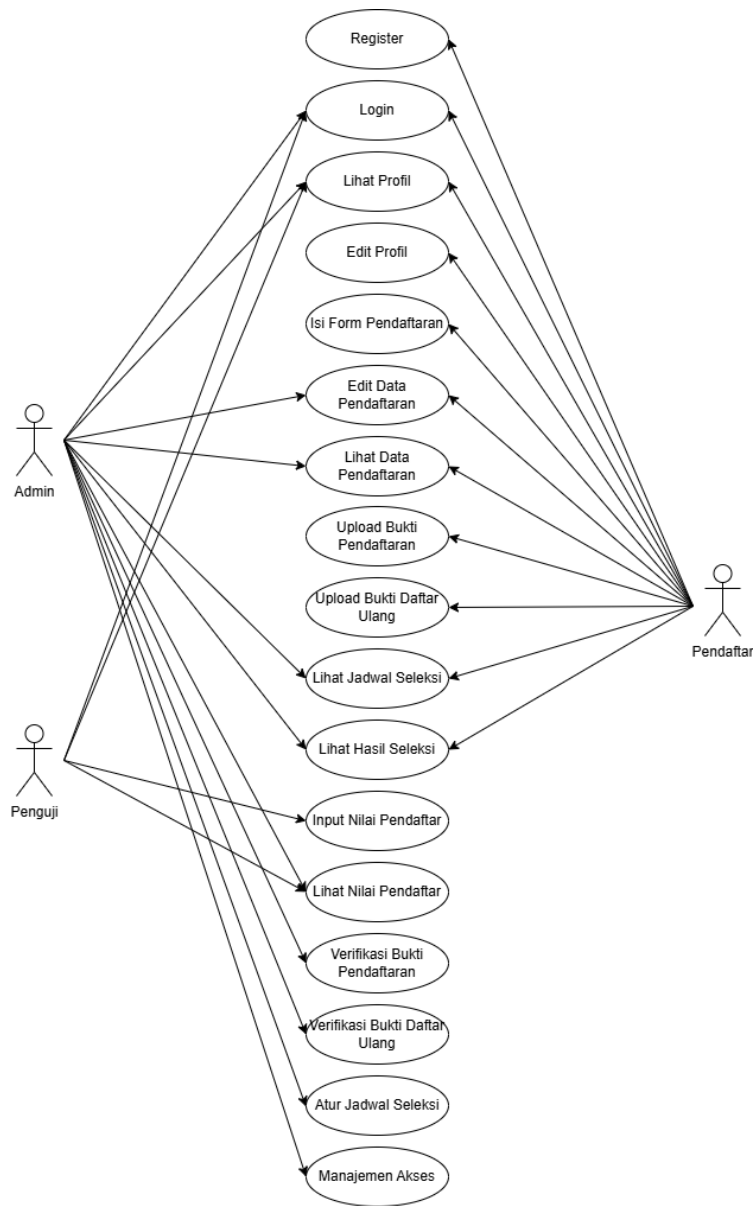 Register
Login
Lihat Profil
Edit Profil
Isi Form Pendaftaran
Edit Data
Pendaftaran
Admin
Lihat Data
Pendaftaran
Upload Bukti
Pendaftaran
Upload Bukti Daftar
Ulang
Pendaftar
Lihat Jadwal Seleksi
Lihat Hasil Seleksi
Penguji
Input Nilai Pendaftar
Lihat Nilai Pendaftar
Verifikasi Bukti
Pendaftaran
Verifikasi Bukti Daftar
Ulang
Atur Jadwal Seleksi
Manajemen Akses